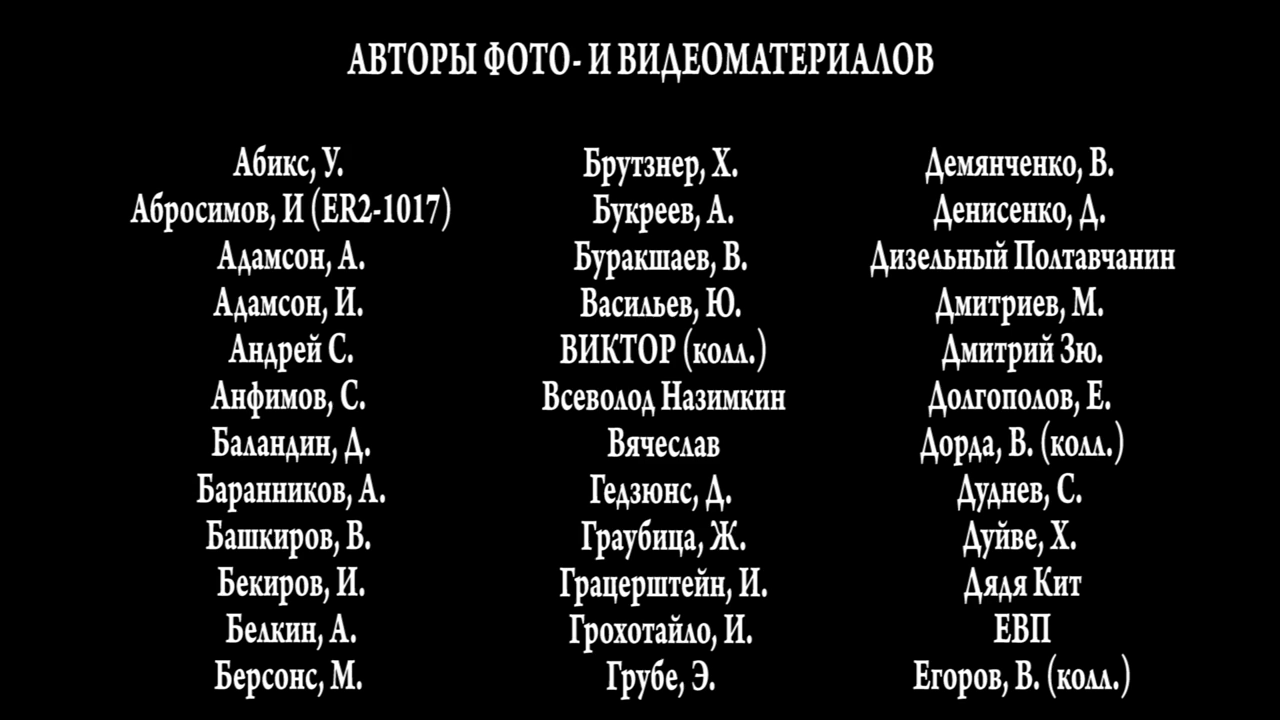 АВТОРЫ ФОТО- И ВИДЕОМАТЕРИАЛОВ
Абикс, У.
Абросимов, И (ER2-1017)
Адамсон, А.
Адамсон, И.
Андрей С.
Анфимов, С.
Баландин, Д.
Баранников, А.
Башкиров, В.
Бекиров, И.
Белкин, А.
Берсонс, М.
Брутзнер, Х.
Букреев, А.
Буракшаев, В.
Васильев, Ю.
ВИКТОР (колл.)
Всеволод Назимкин
Вячеслав
Гедзюнс, Д.
Граубица, Ж.
Грацерштейн, И.
Грохотайло, И.
Грубе, Э.
Демянченко, В.
Денисенко, Д.
Дизельный Полтавчанин
Дмитриев, М.
Дмитрий Зю.
Долгополов, Е.
Дорда, В. (колл.)
Дуднев, С.
Дуйве, Х.
Дядя Кит
ЕВП
Егоров, В. (колл.)